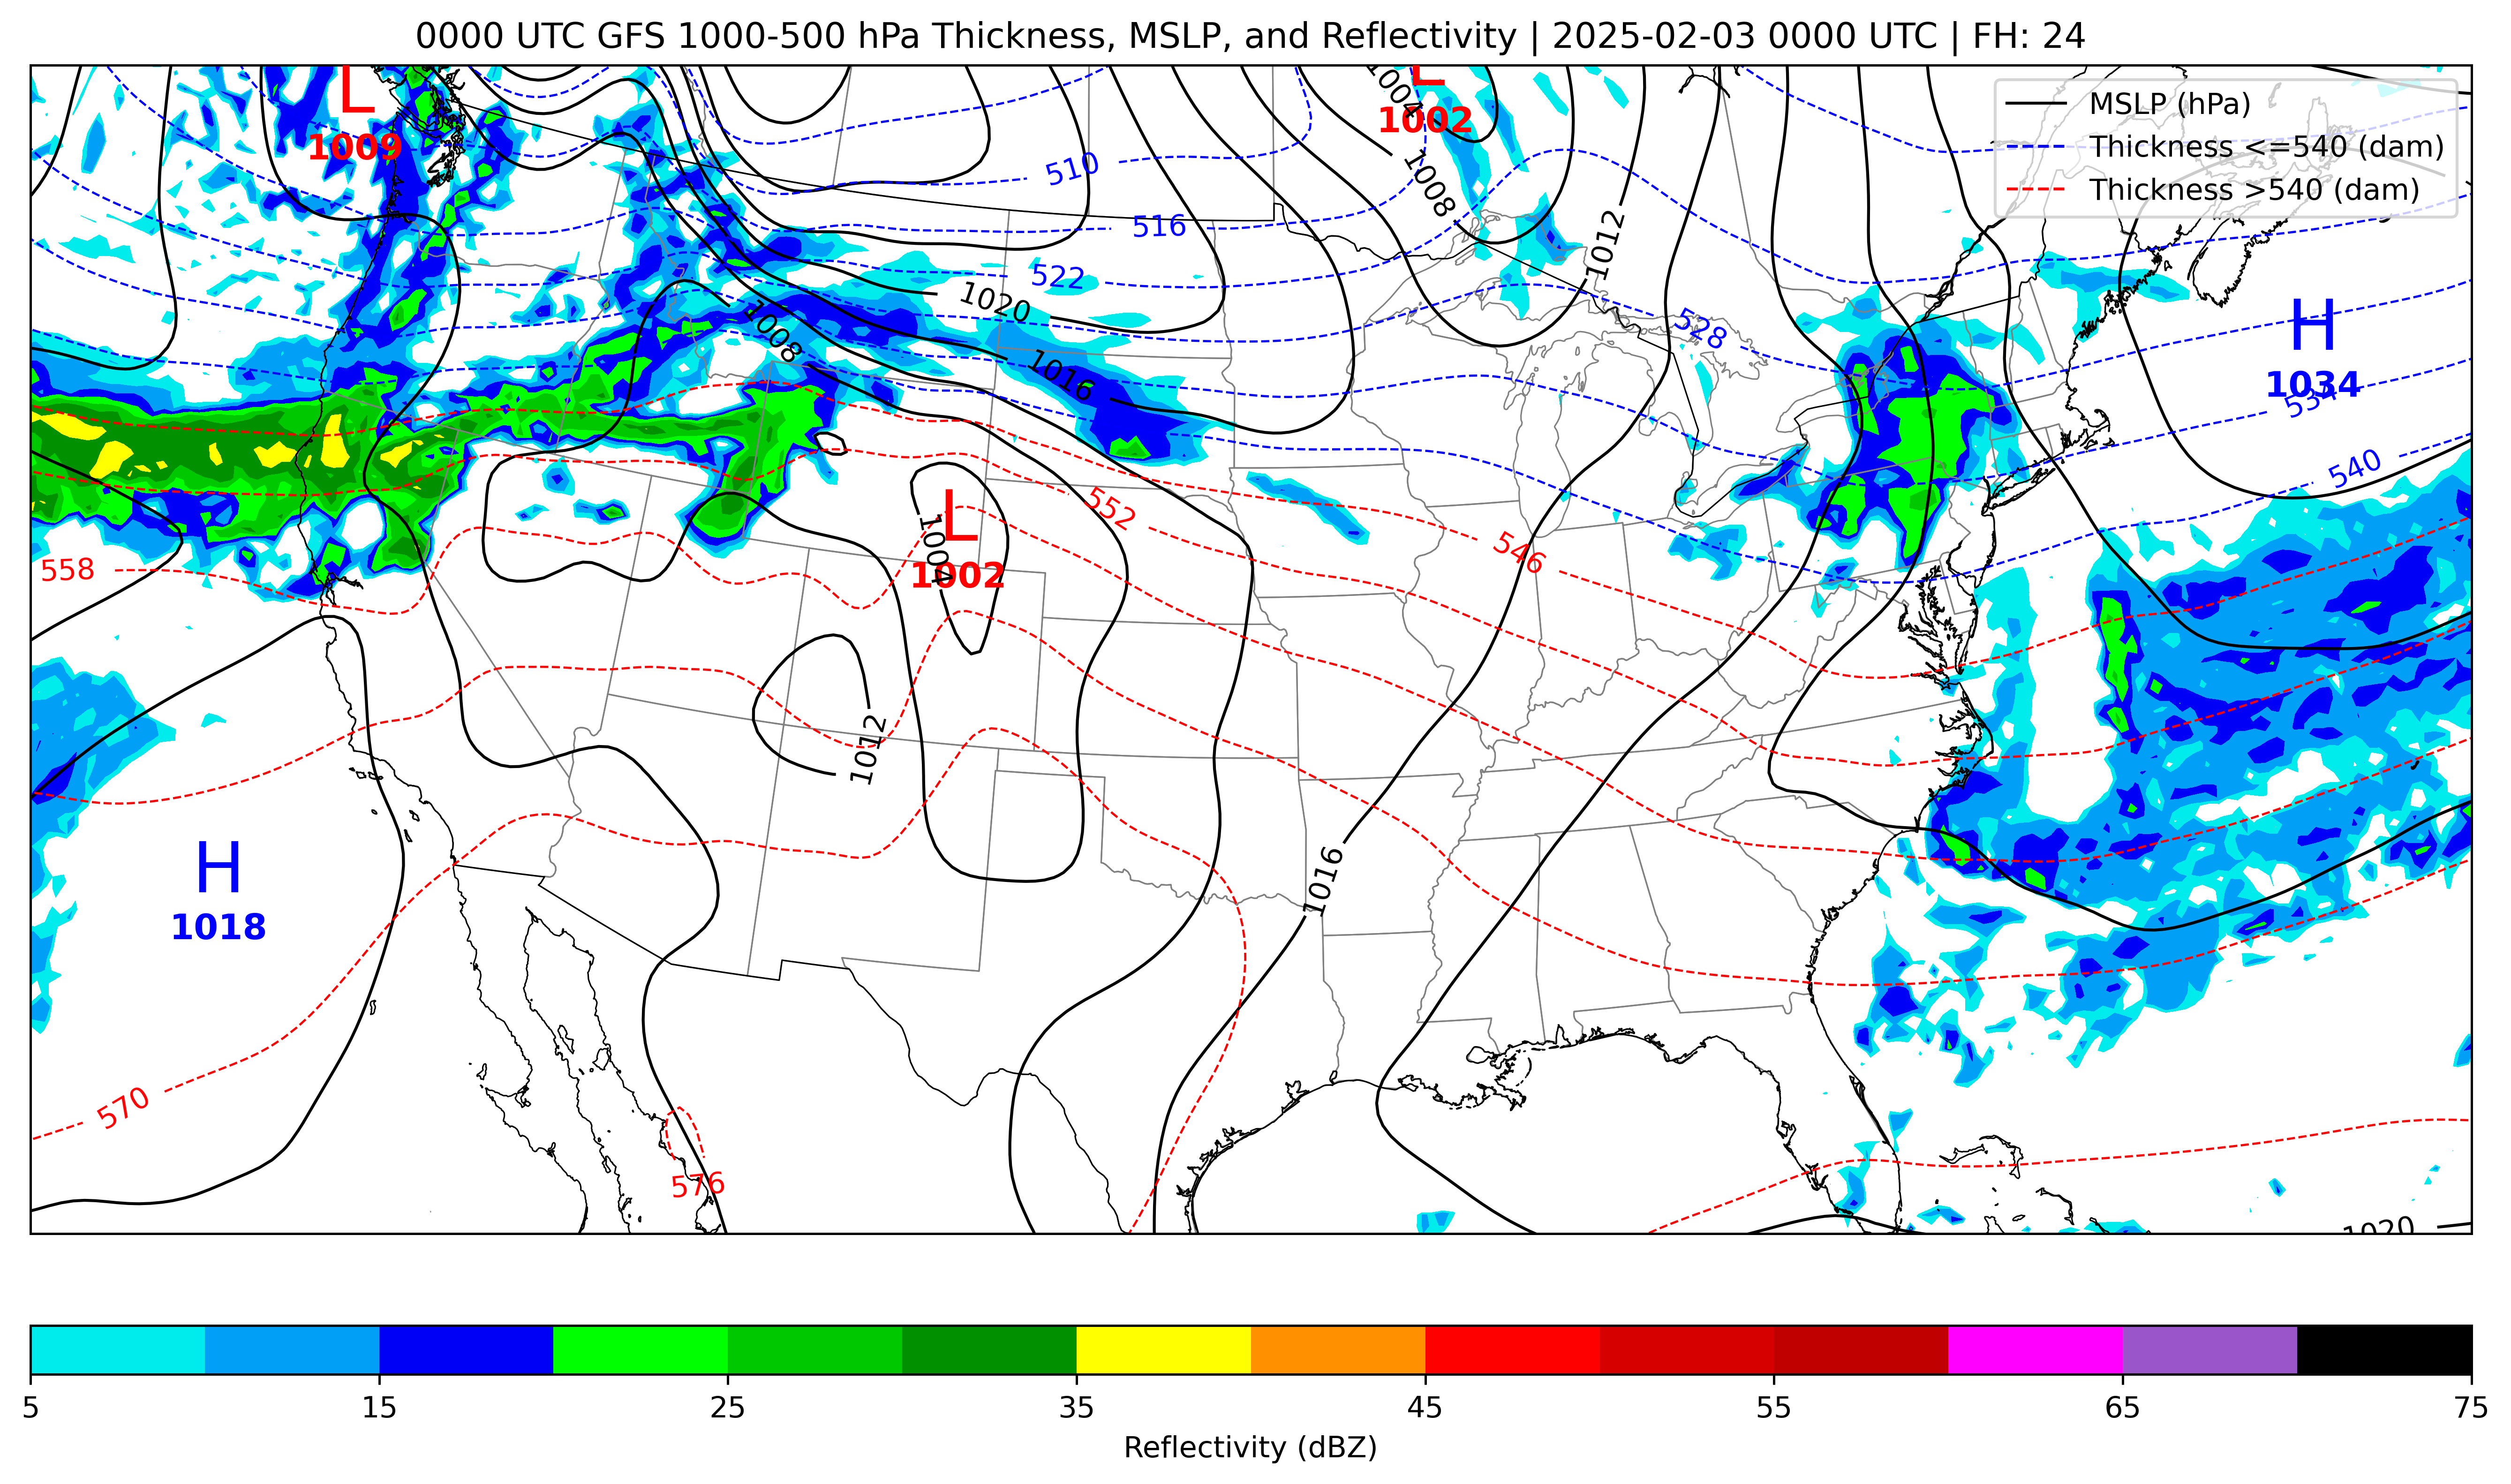 0000 UTC GFS 1000-500 hPa Thickness, MSLP, and Reflectivity | 2025-02-03 0000 UTC | FH: 24
L
1009
L
1002
1004
1008
1012
510
516
522
528
534
540
MSLP (hPa)
Thickness <=540 (dam)
Thickness >540 (dam)
H
1034
1020
1016
1008
552
546
558
L
1004
1002
1012
1016
H
1018
570
576
1020
5 15 25 35 45 55 65 75
Reflectivity (dBZ)